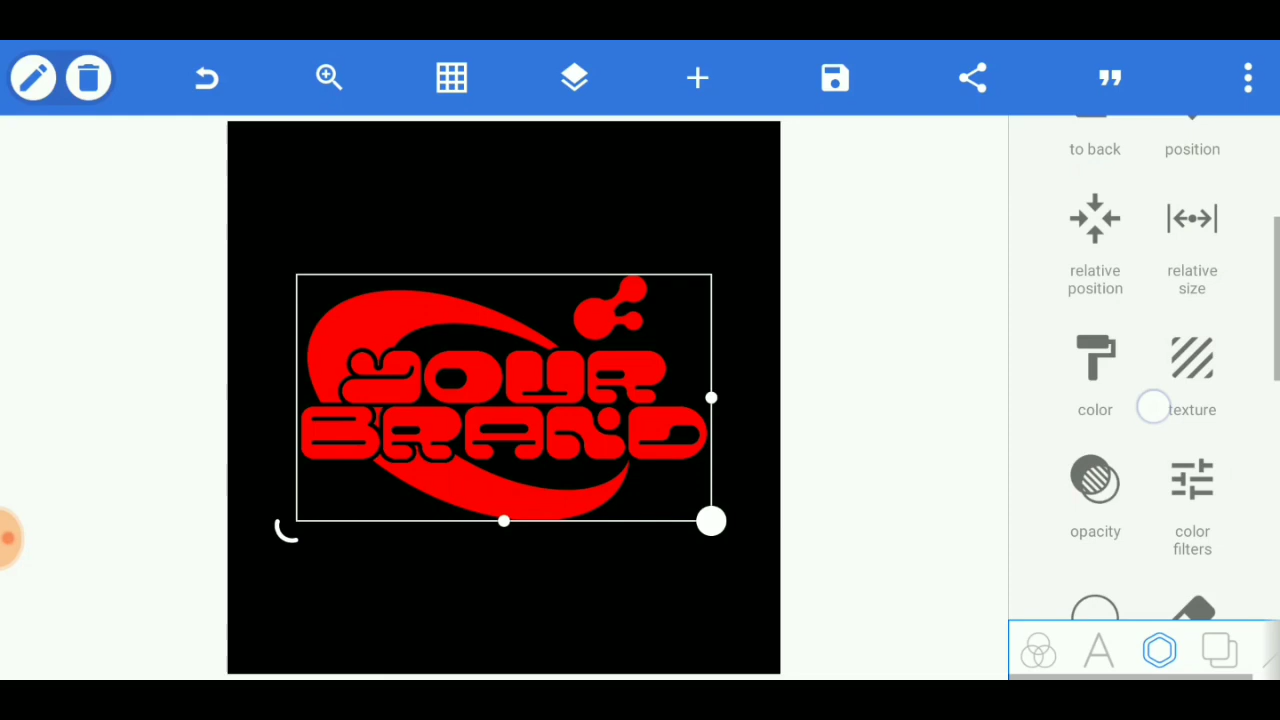 to back
position
relative
position
relative
size
YOUR
BRAND
color
texture
opacity
color
filters